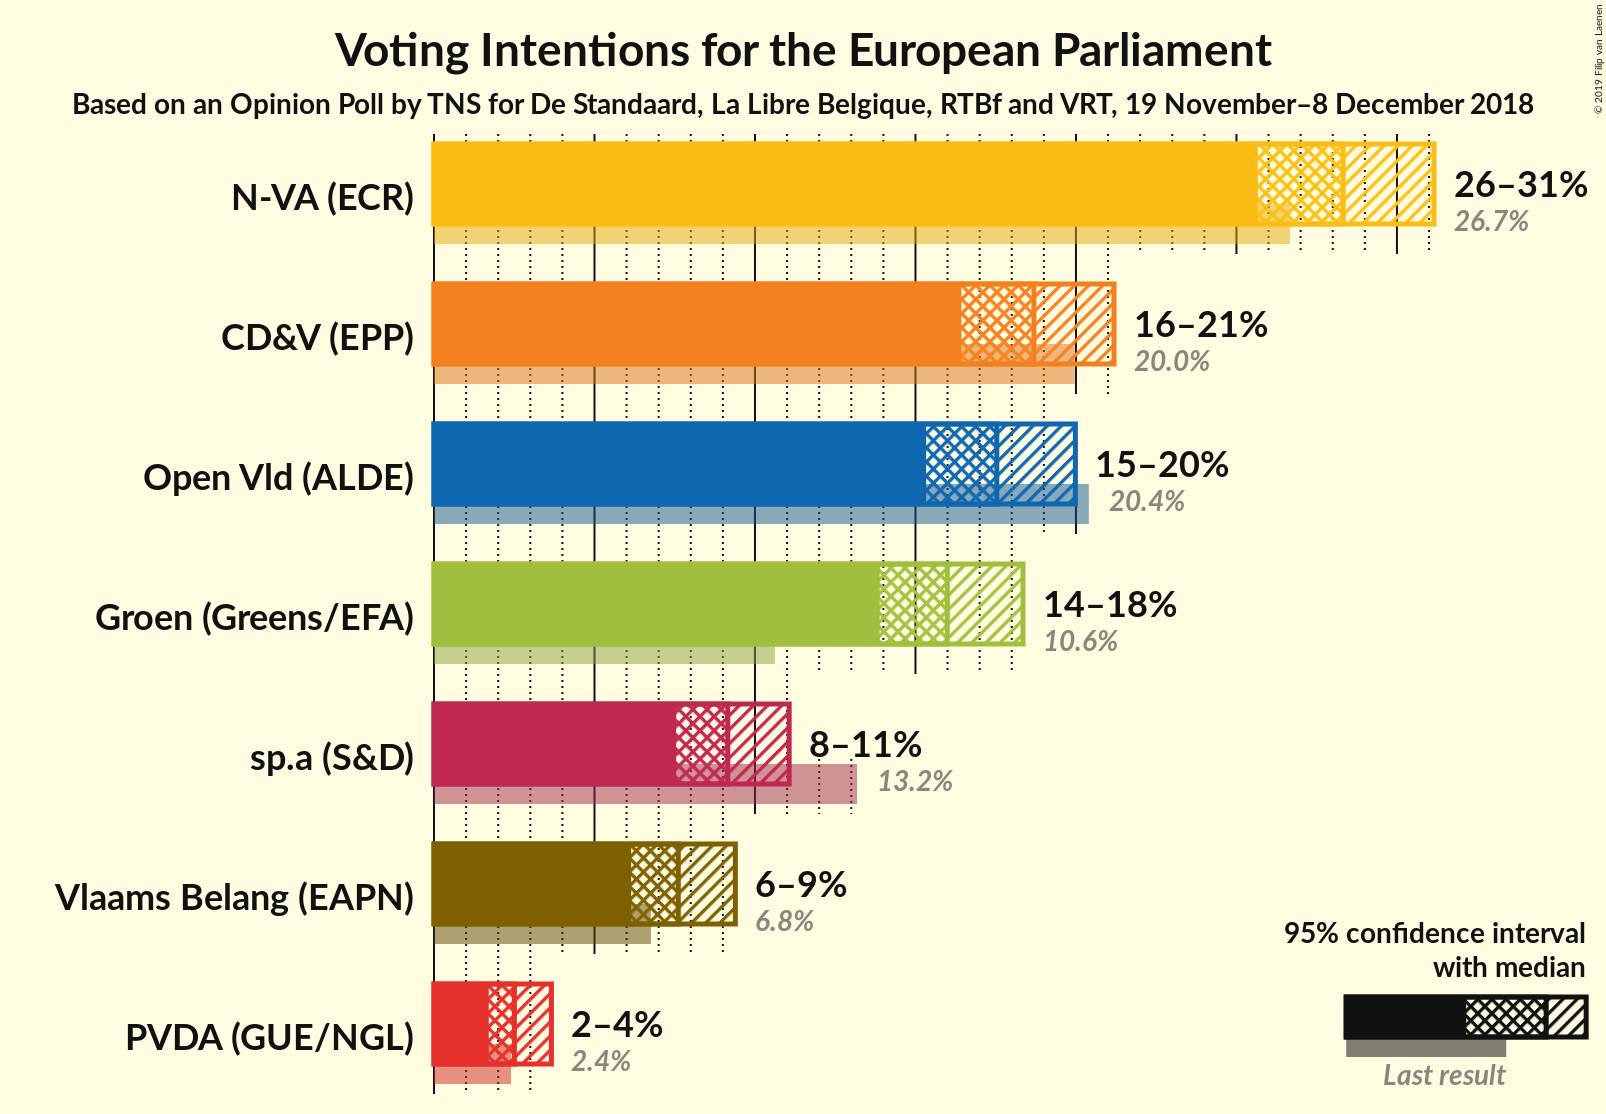 Voting Intentions for the European Parliament
Based on an Opinion Poll by TNS for De Standaard, La Libre Belgique, RTBf and VRT, 19 November–8 December 2018
© 2019 Filip van Laenen
N-VA (ECR)
26–31%
26.7%
CD&V (EPP)
16–21%
20.0%
Open Vld (ALDE)
15–20%
20.4%
Groen (Greens/EFA)
14–18%
10.6%
sp.a (S&D)
8–11%
13.2%
Vlaams Belang (EAPN)
6–9%
6.8%
PVDA (GUE/NGL)
2–4%
2.4%
95% confidence interval
with median
Last result